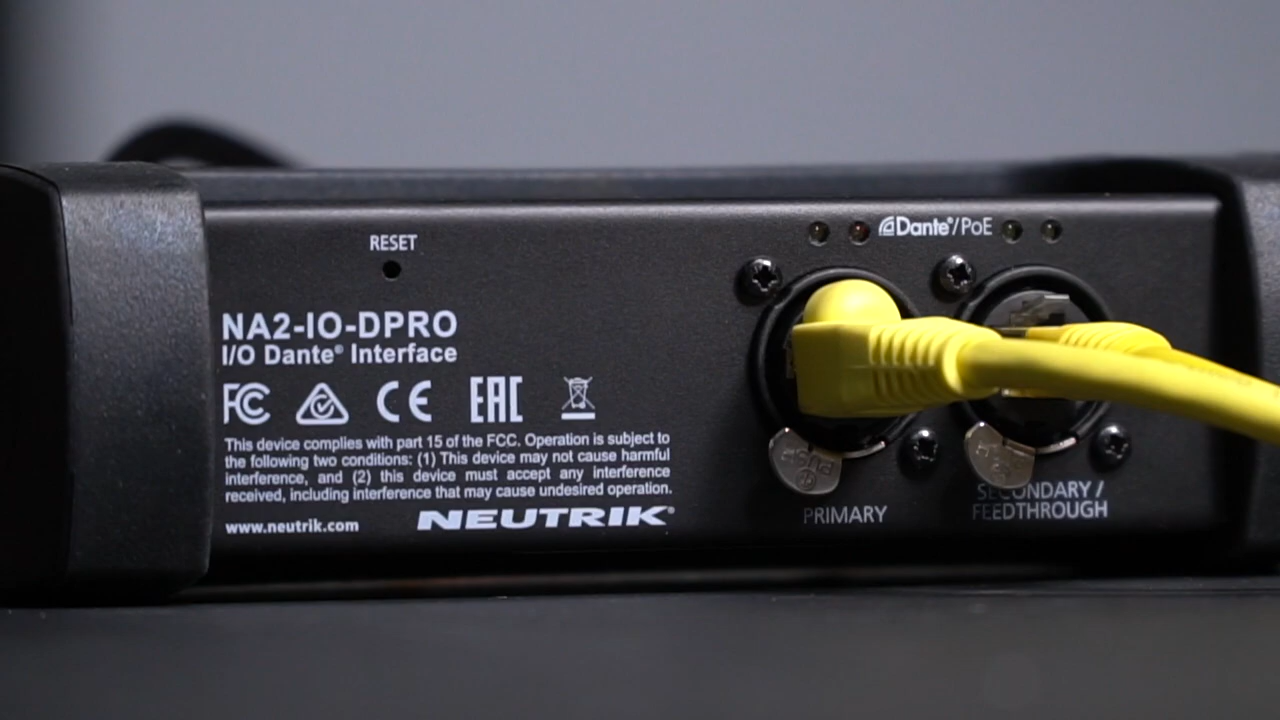 RESET
NA2-IO-DPRO
I/O Dante® Interface
FC CE EAC
This device complies with part 15 of the FCC. Operation is subject to
the following two conditions: (1) This device may not cause harmful
interference, and (2) this device must accept any interference
received, including interference that may cause undesired operation.
www.neutrik.com NEUTRIK®
Dante®/PoE
PUSH
PRIMARY
SECONDARY /
FEEDTHROUGH